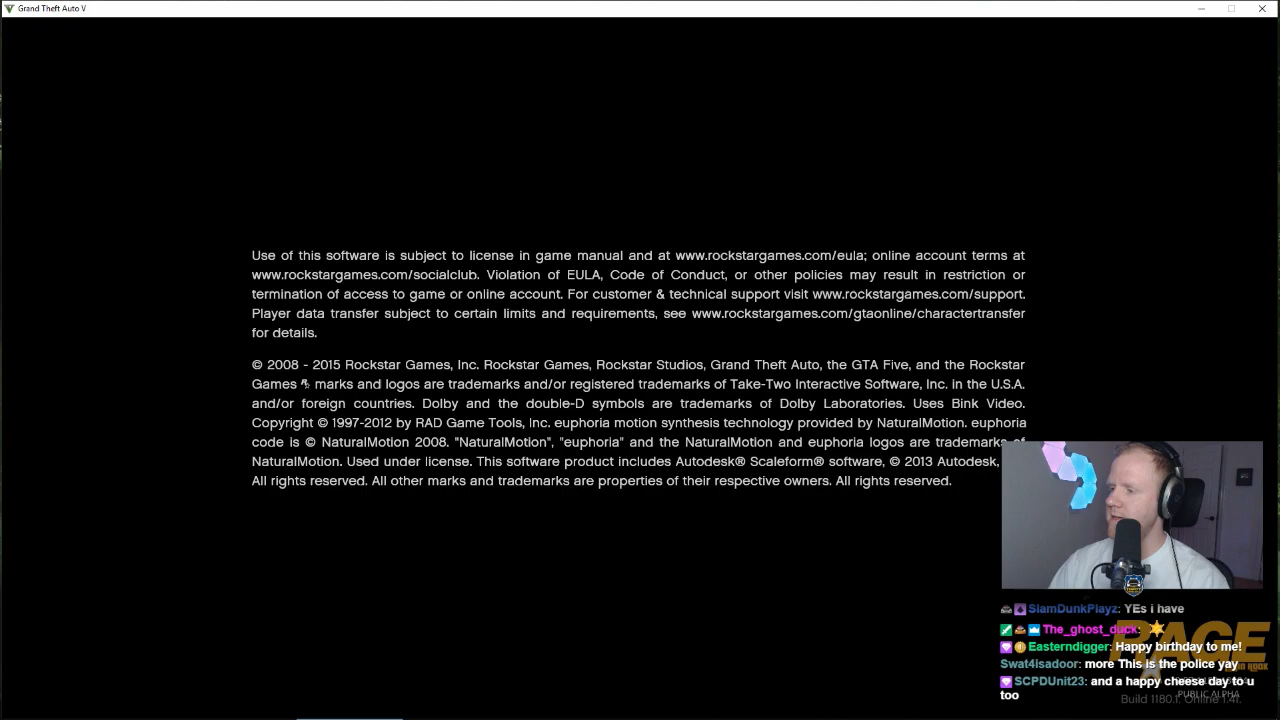 Grand Theft Auto V
Use of this software is subject to license in game manual and at www.rockstargames.com/eula; online account terms at
www.rockstargames.com/socialclub. Violation of EULA, Code of Conduct, or other policies may result in restriction or
termination of access to game or online account. For customer & technical support visit www.rockstargames.com/support.
Player data transfer subject to certain limits and requirements, see www.rockstargames.com/gtaonline/charactertransfer
for details.
© 2008 - 2015 Rockstar Games, Inc. Rockstar Games, Rockstar Studios, Grand Theft Auto, the GTA Five, and the Rockstar
Games marks and logos are trademarks and/or registered trademarks of Take-Two Interactive Software, Inc. in the U.S.A.
and/or foreign countries. Dolby and the double-D symbols are trademarks of Dolby Laboratories. Uses Bink Video.
Copyright © 1997-2012 by RAD Game Tools, Inc. euphoria motion synthesis technology provided by NaturalMotion. euphoria
code is © NaturalMotion 2008. "NaturalMotion", "euphoria" and the NaturalMotion and euphoria logos are trademarks of
NaturalMotion. Used under license. This software product includes Autodesk® Scaleform® software, © 2013 Autodesk,
All rights reserved. All other marks and trademarks are properties of their respective owners. All rights reserved.
SlamDunkPlayz: YEs i have
The_ghost_duck:
Easterndigger: Happy birthday to me!
Swat4isadoor: more This is the police yay
SCPDUnit23: and a happy cheese day to u
too
RAGE
HOOK
PUBLIC ALPHA
Build 1180.1. Online 1.41.